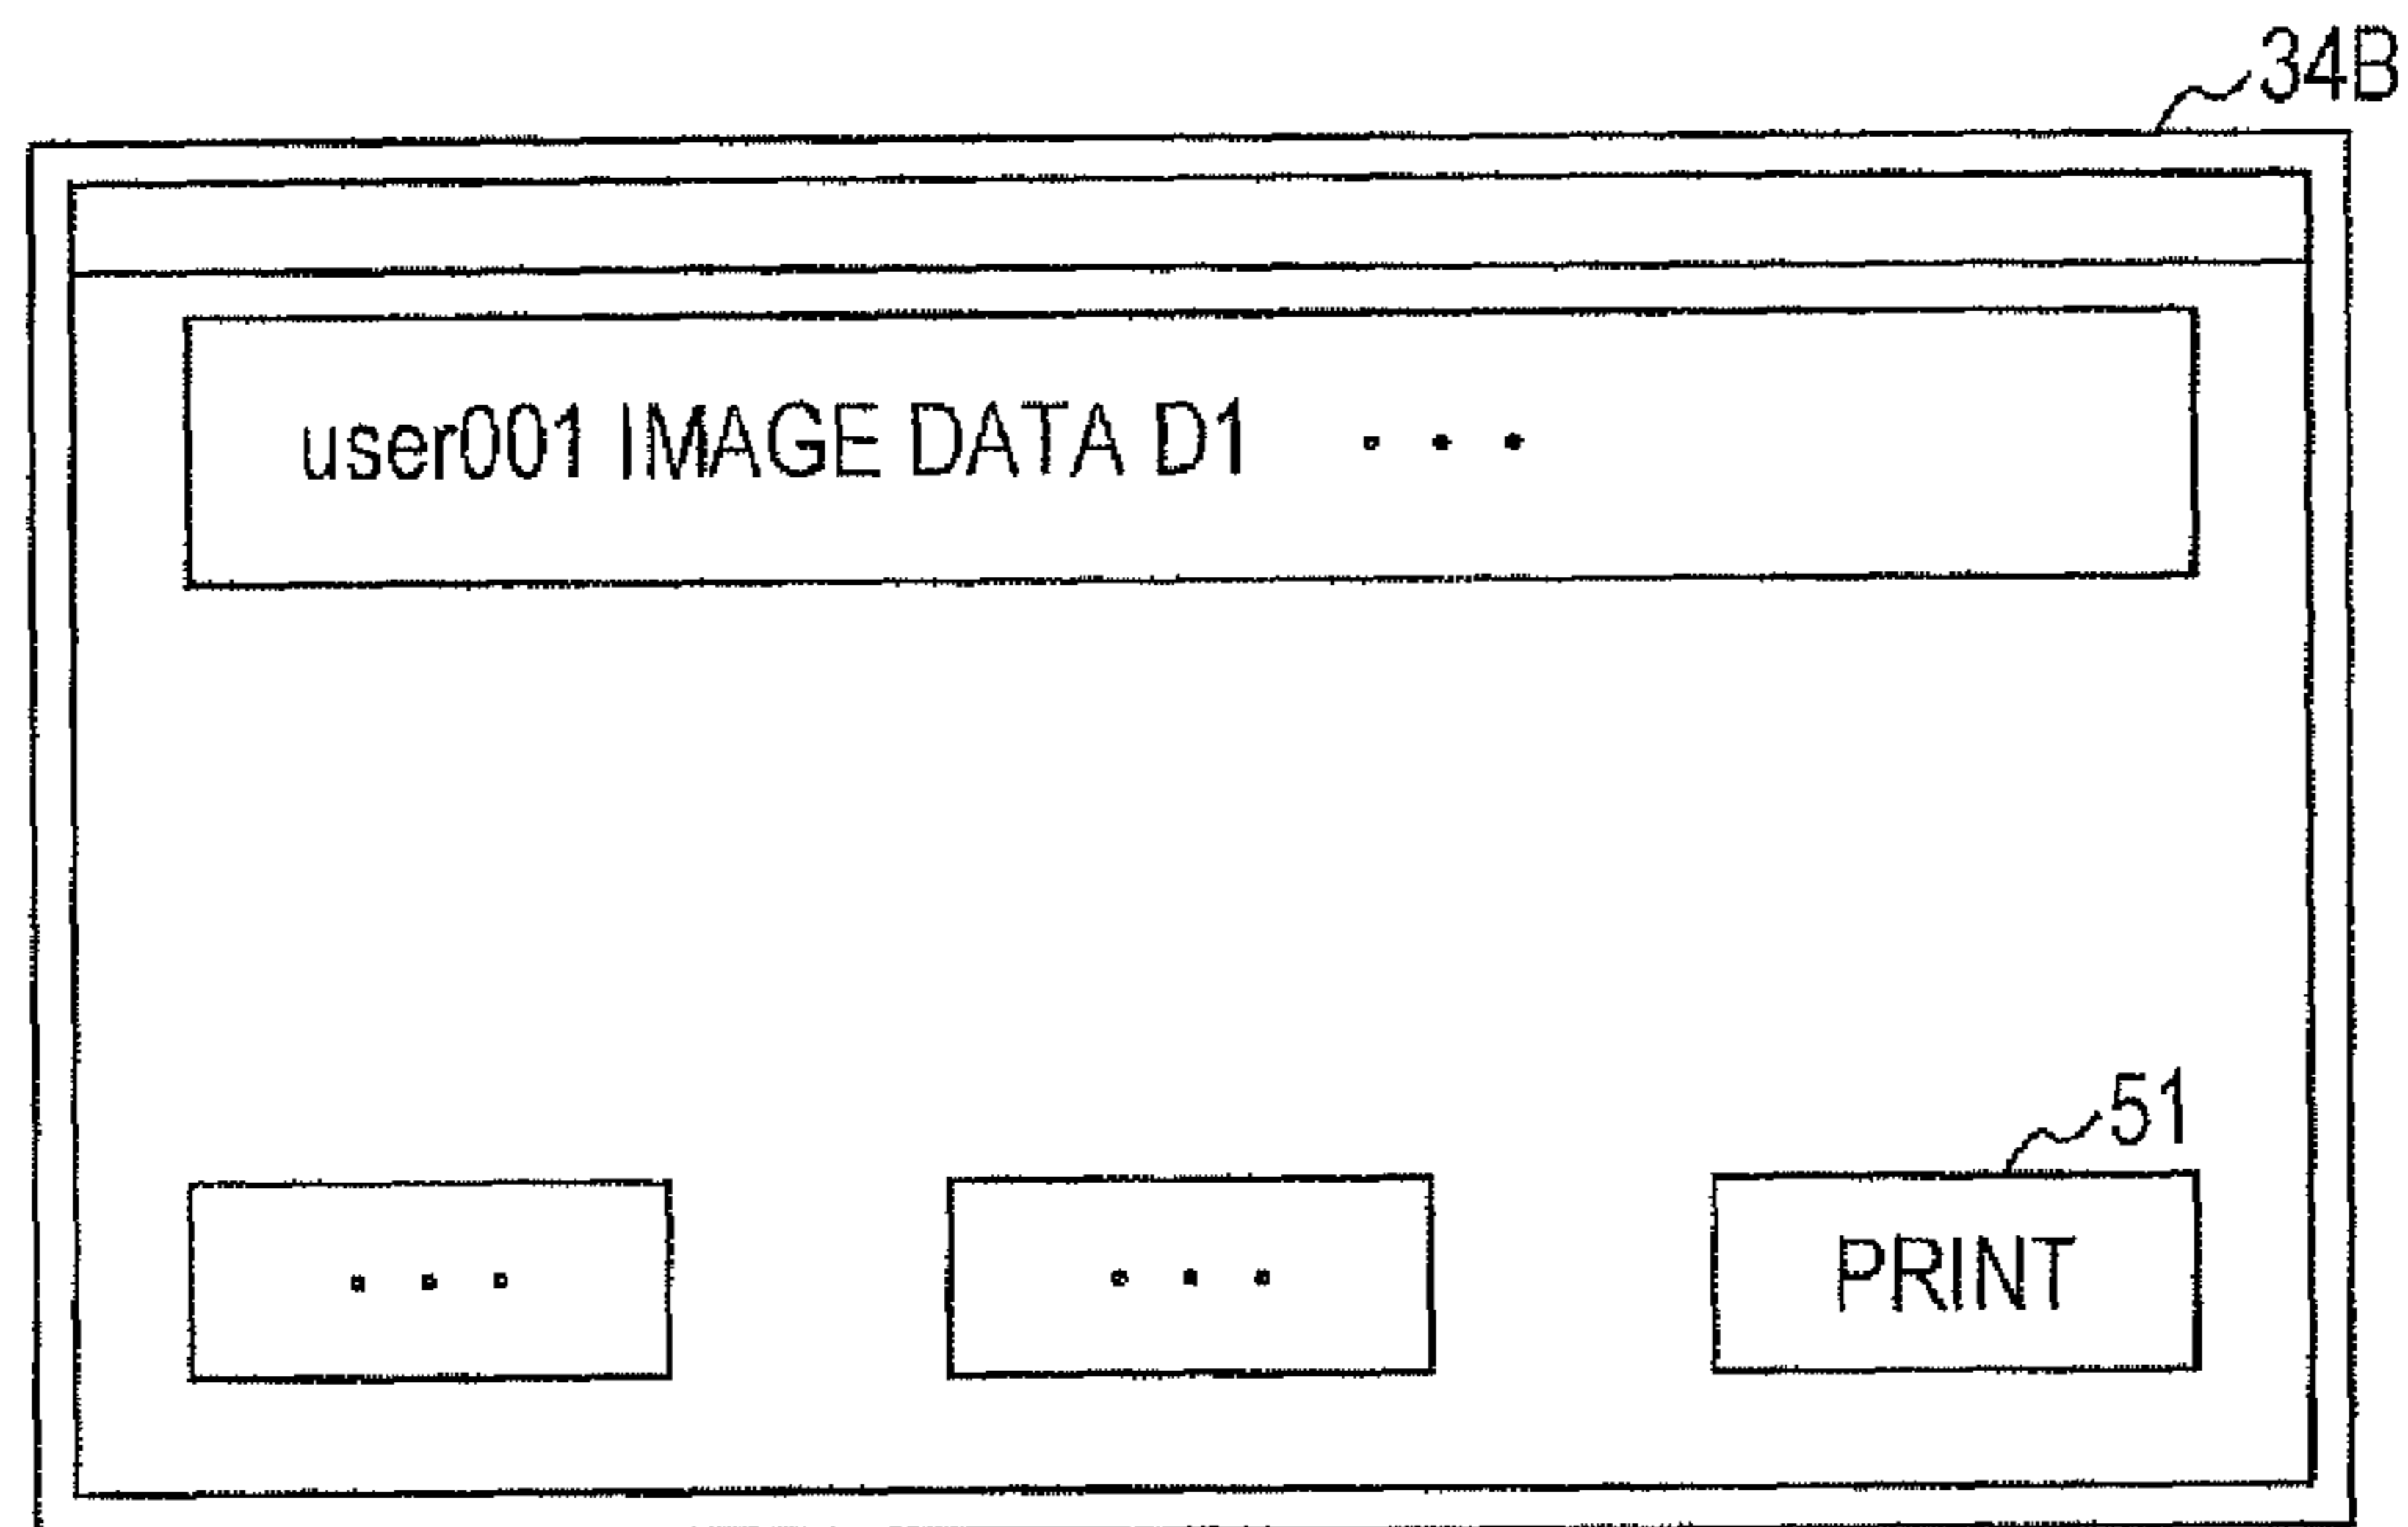 34B
user001 IMAGE DATA D1 • • •
51
• • • • • • PRINT